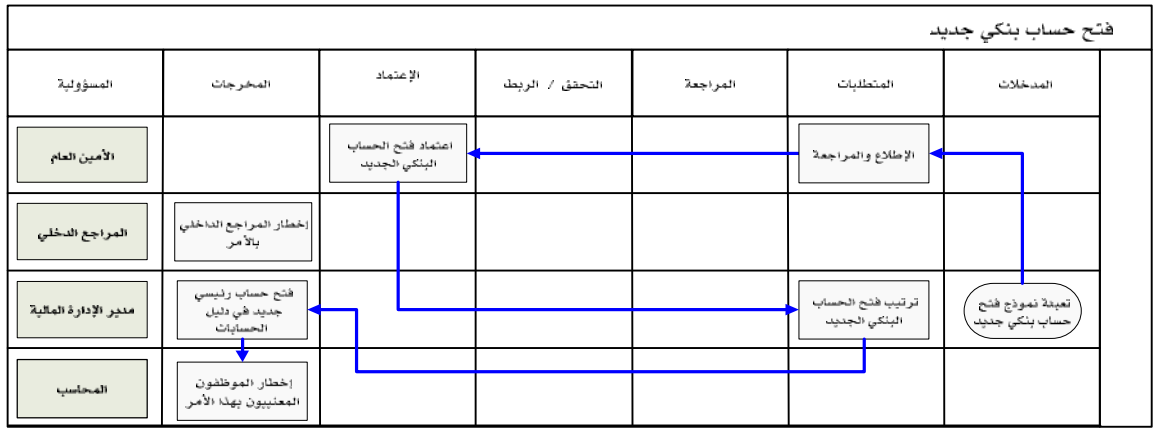 فتح حساب بنكي جديد
المدخلات
المتطلبات
المراجعة
التحقق / الربط
الإعتماد
المخرجات
المسؤولية
الإطلاع والمراجعة
اعتماد فتح الحساب
البنكي الجديد
الأمين العام
إخطار المراجع الداخلي
بالأمر
المراجع الدخلي
تعبئة نموذج فتح
حساب بنكي جديد
ترتيب فتح الحساب
البنكي الجديد
فتح حساب رئيسي
جديد في دليل
الحسابات
مدير الإدارة المالية
إخطار الموظفون
المعنييون بهذا الأمر
المحاسب